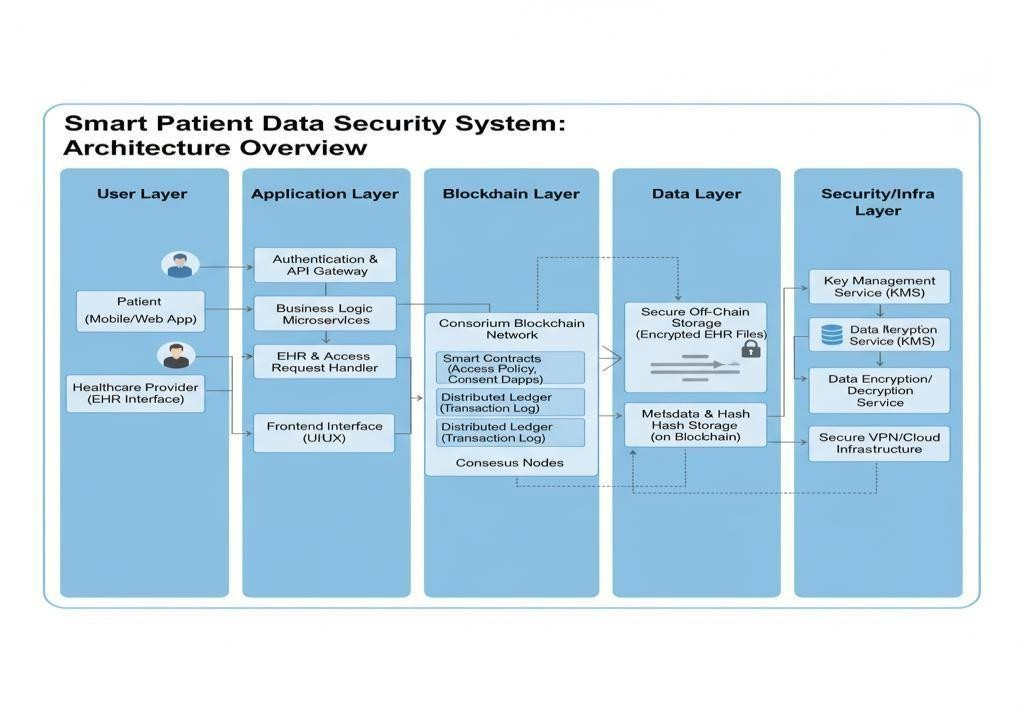 Smart Patient Data Security System:
Architecture Overview
User Layer
Patient
(Mobile/Web App)
Healthcare Provider
(EHR Interface)
Application Layer
Authentication &
API Gateway
Business Logic
Microservices
EHR & Access
Request Handler
Frontend Interface
(UIUX)
Blockchain Layer
Consorium Blockchain
Network
Smart Contracts
(Access Policy,
Consent Dapps)
Distributed Ledger
(Transaction Log)
Distributed Ledger
(Transaction Log)
Consesus Nodes
Data Layer
Secure Off-Chain
Storage
(Encrypted EHR Files)
Metsdata & Hash
Hash Storage
(on Blockchain)
Security/Infra
Layer
Key Management
Service (KMS)
Data
Service (KMS)
Data Encryption/
Decryption
Service
Secure VPN/Cloud
Infrastructure